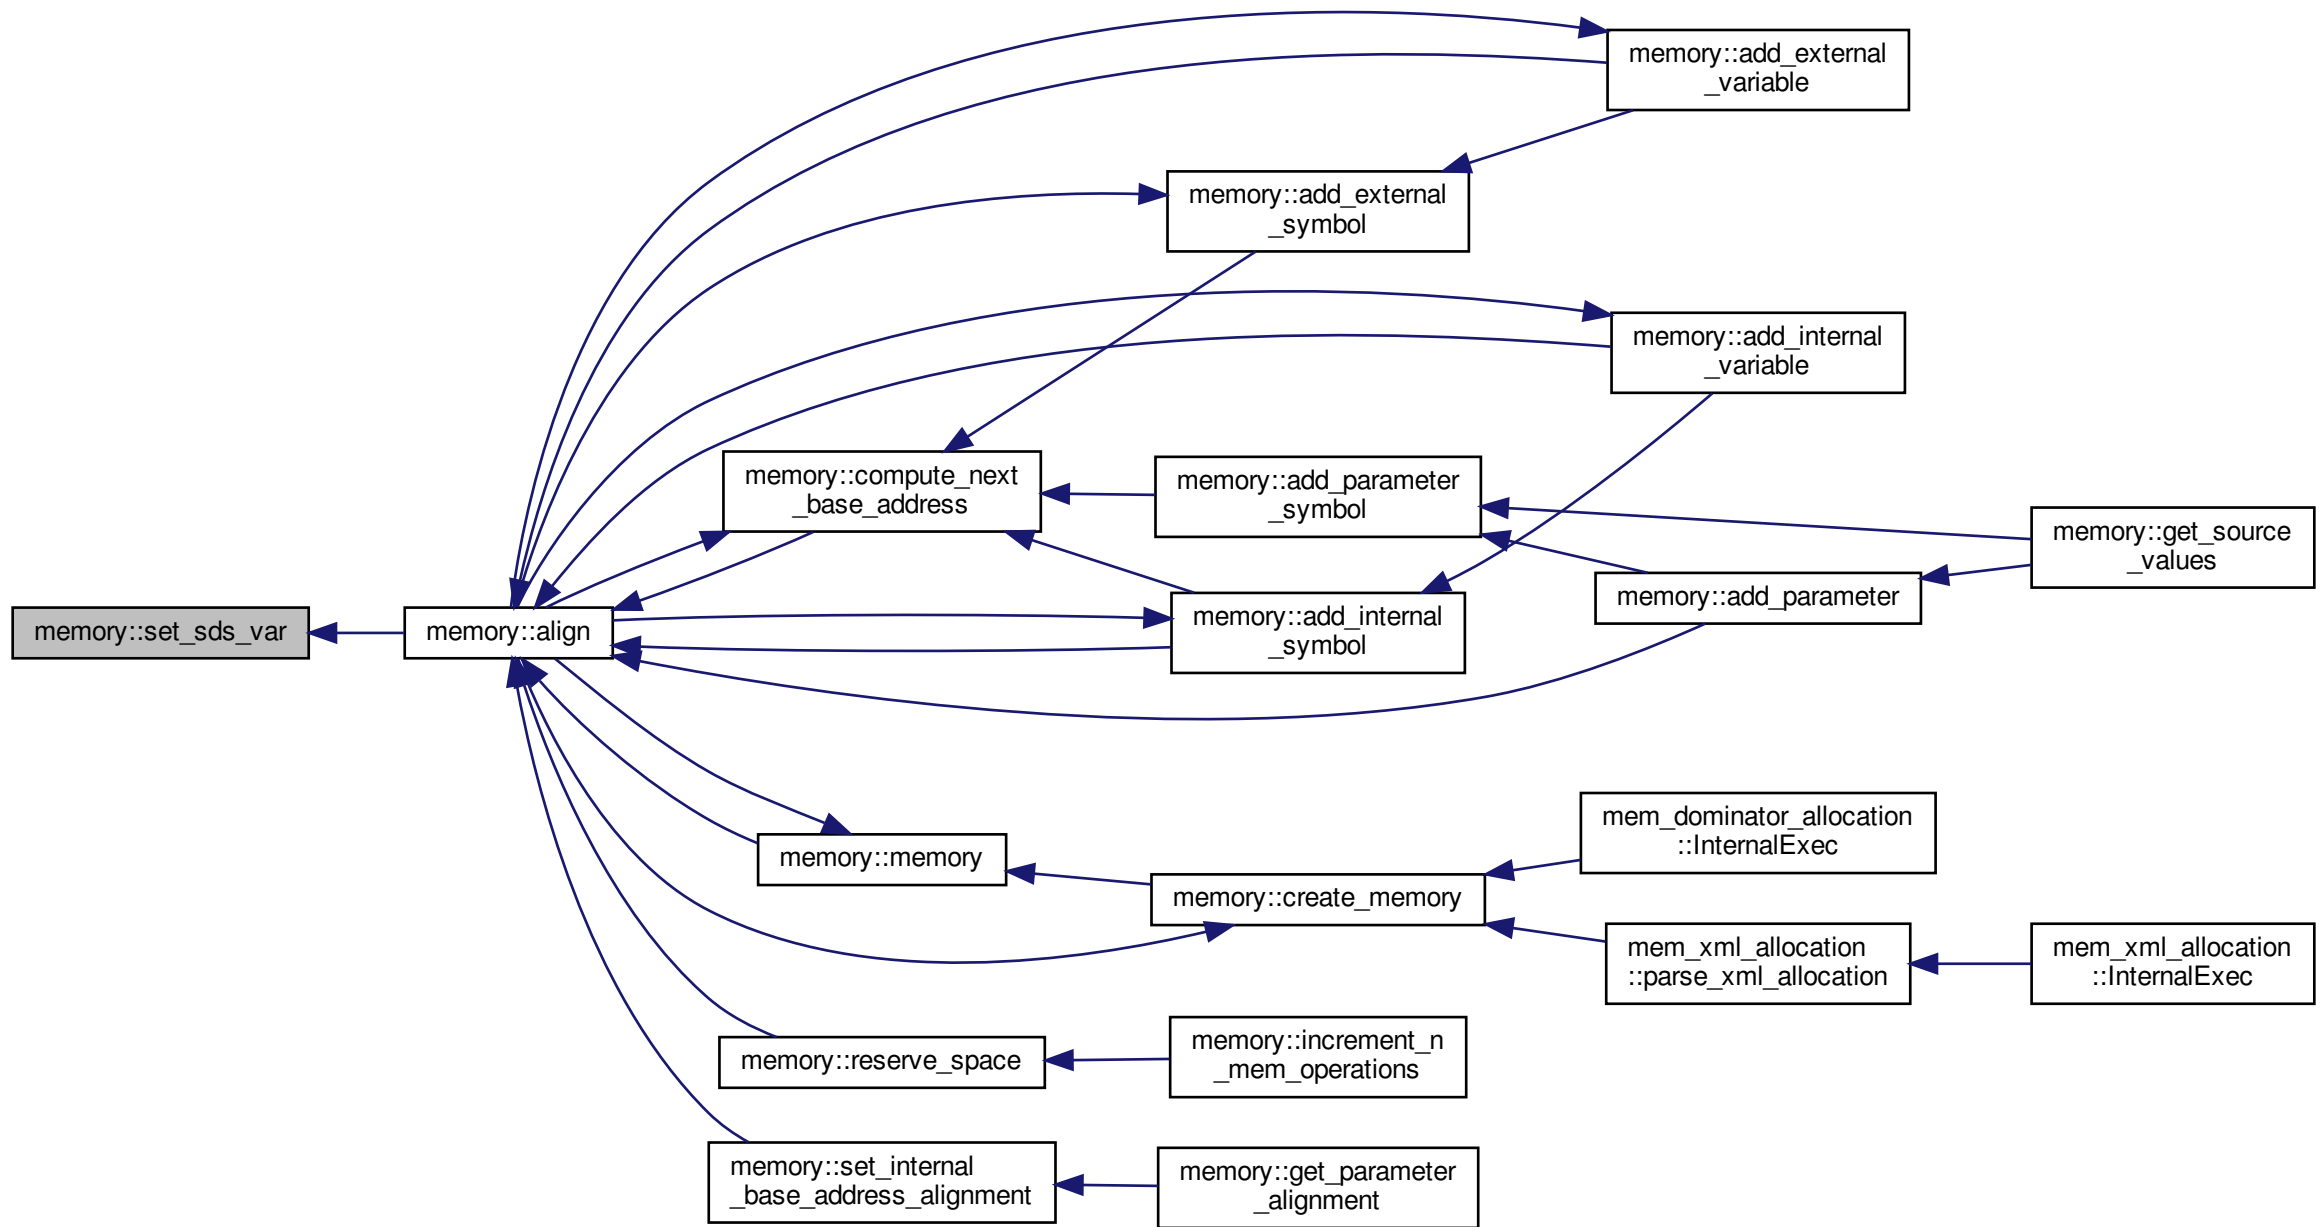 memory::add_external
_variable
memory::add_external
_symbol
memory::add_internal
_variable
memory::compute_next
_base_address
memory::add_parameter
_symbol
memory::get_source
_values
memory::add_parameter
memory::set_sds_var
memory::align
memory::add_internal
_symbol
mem_dominator_allocation
::InternalExec
memory::memory
memory::create_memory
mem_xml_allocation
::parse_xml_allocation
mem_xml_allocation
::InternalExec
memory::reserve_space
memory::increment_n
_mem_operations
memory::set_internal
_base_address_alignment
memory::get_parameter
_alignment